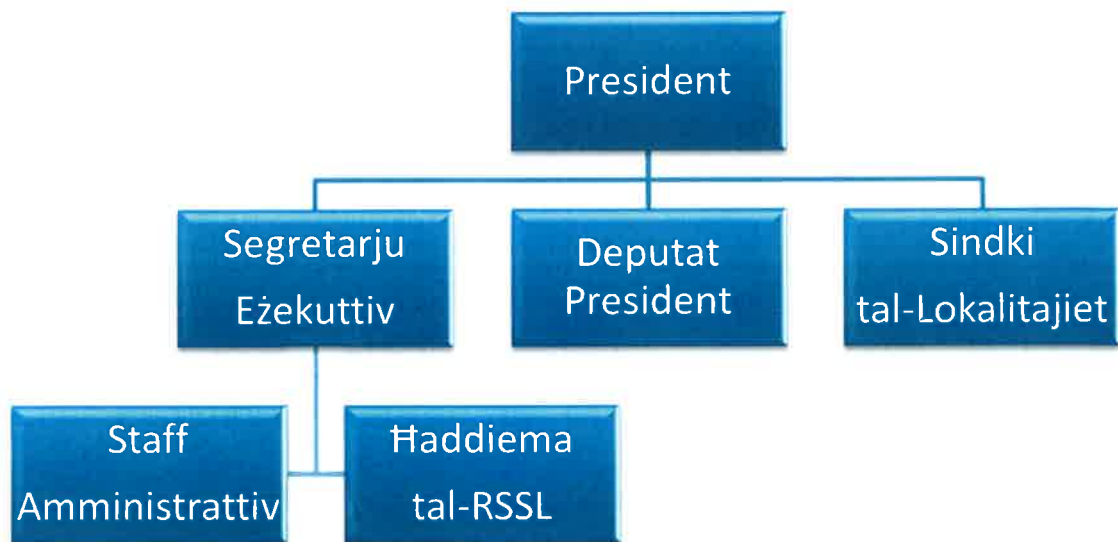 President
Segretarju
Eżekuttiv
Deputat
President
Sindki
tal-Lokalitajiet
Staff
Amministrattiv
Ħaddiema
tal-RSSL